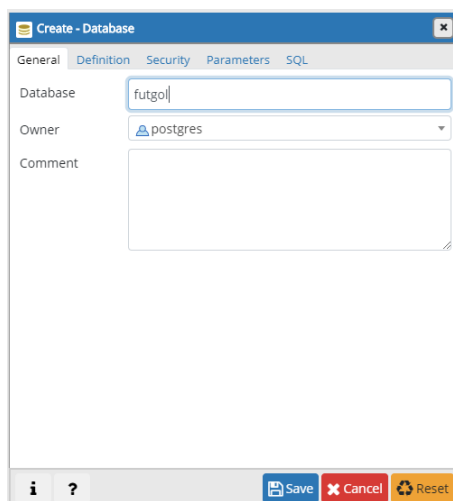 Create - Database
General Definition Security Parameters SQL
Database futgol
Owner postgres
Comment
i ? Save Cancel Reset